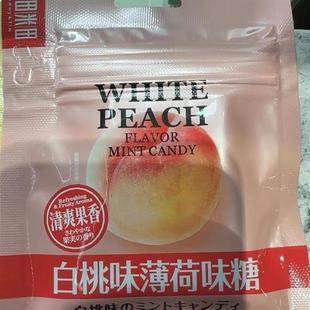 WHITE
PEACH
FLAVOR
MINT CANDY
Refreshing
& Fruity Aroma
清爽果香
さわやかな
果実の香り
白桃味薄荷味糖
白桃味のミントキャンディ